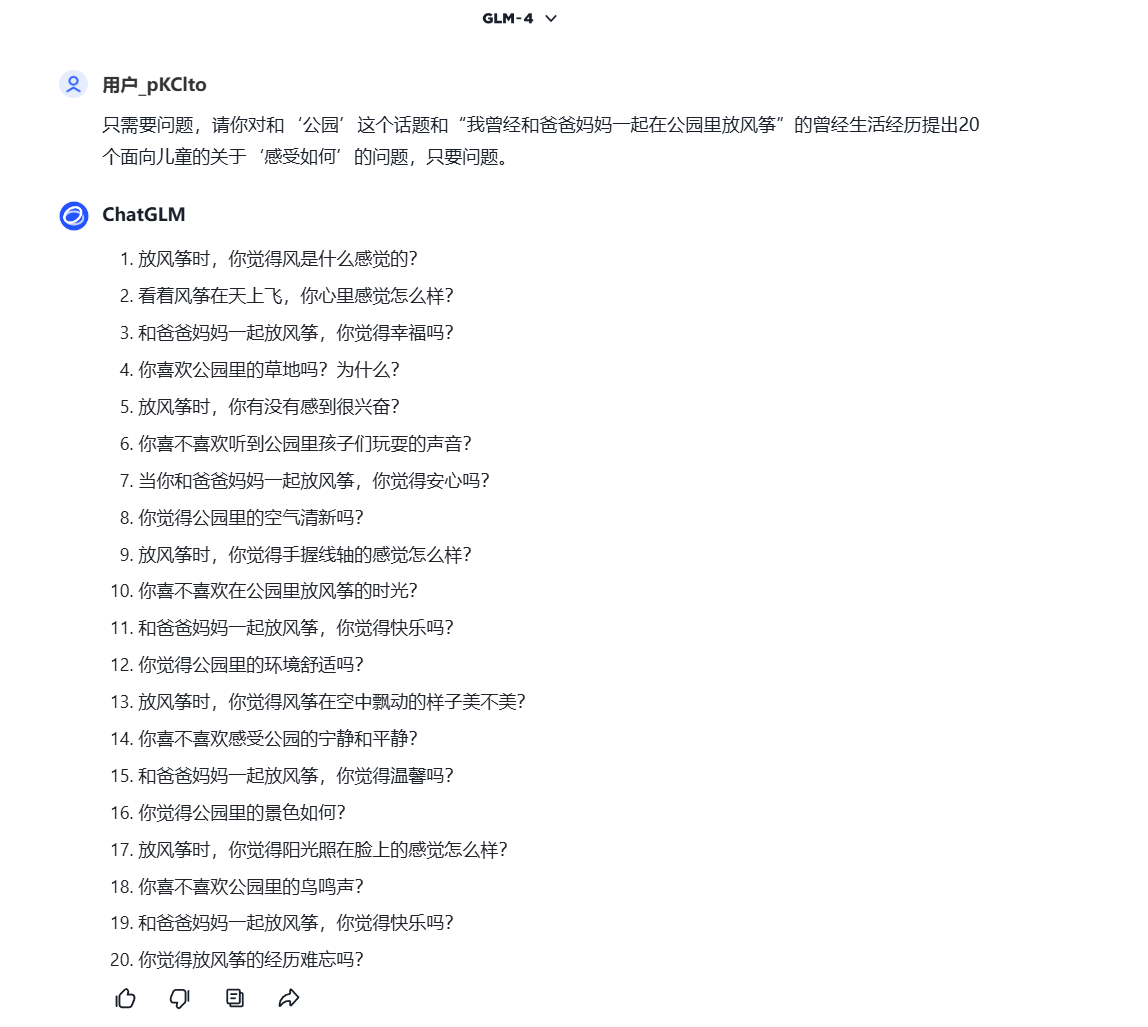 GLM-4
用户_pKClto
只需要问题，请你对和‘公园’这个话题和“我曾经和爸爸妈妈一起在公园里放风筝”的曾经生活经历提出20
个面向儿童的关于‘感受如何’的问题，只要问题。
ChatGLM
1. 放风筝时，你觉得风是什么感觉的？
2. 看着风筝在天上飞，你心里感觉怎么样？
3. 和爸爸妈妈一起放风筝，你觉得幸福吗？
4. 你喜欢公园里的草地吗？为什么？
5. 放风筝时，你有没有感到很兴奋？
6. 你喜不喜欢听到公园里孩子们玩耍的声音？
7. 当你和爸爸妈妈一起放风筝，你觉得安心吗？
8. 你觉得公园里的空气清新吗？
9. 放风筝时，你觉得手握线轴的感觉怎么样？
10. 你喜不喜欢在公园里放风筝的时光？
11. 和爸爸妈妈一起放风筝，你觉得快乐吗？
12. 你觉得公园里的环境舒适吗？
13. 放风筝时，你觉得风筝在空中飘动的样子美不美？
14. 你喜不喜欢感受公园的宁静和平静？
15. 和爸爸妈妈一起放风筝，你觉得温馨吗？
16. 你觉得公园里的景色如何？
17. 放风筝时，你觉得阳光照在脸上的感觉怎么样？
18. 你喜不喜欢公园里的鸟鸣声？
19. 和爸爸妈妈一起放风筝，你觉得快乐吗？
20. 你觉得放风筝的经历难忘吗？